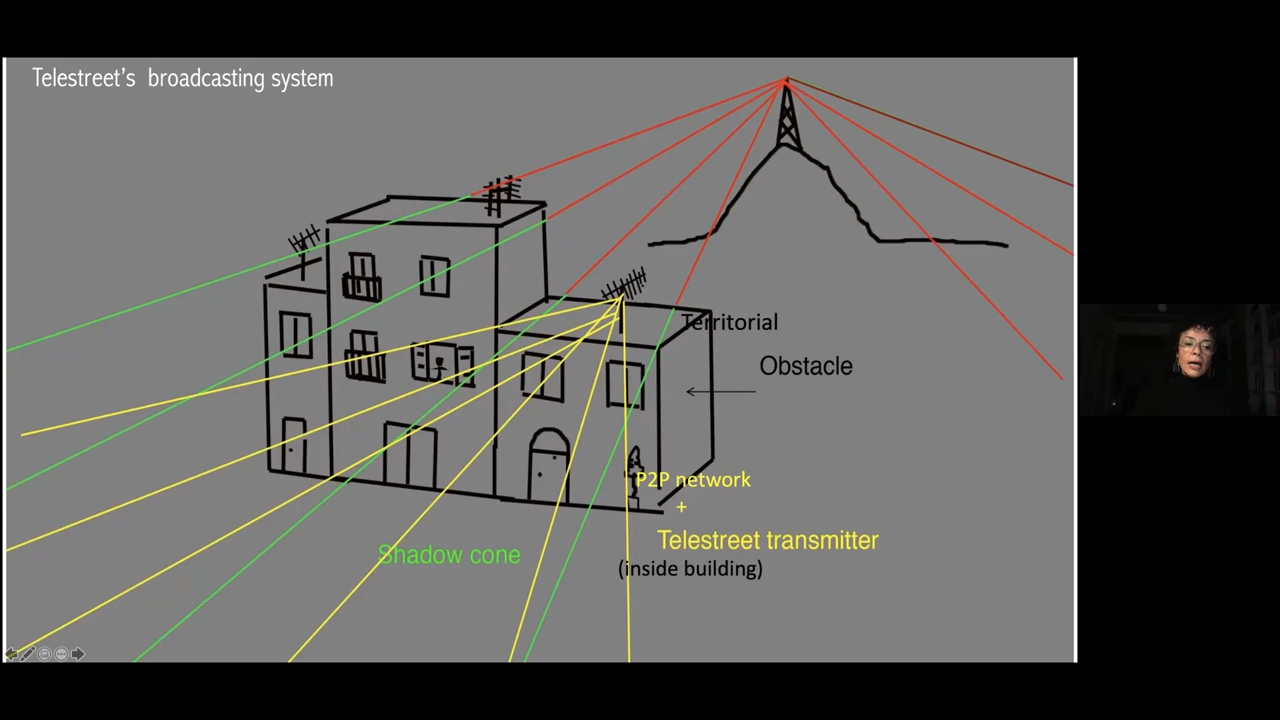 Telestreet's broadcasting system
Territorial
Obstacle
P2P network
+
Telestreet transmitter
Shadow cone
(inside building)